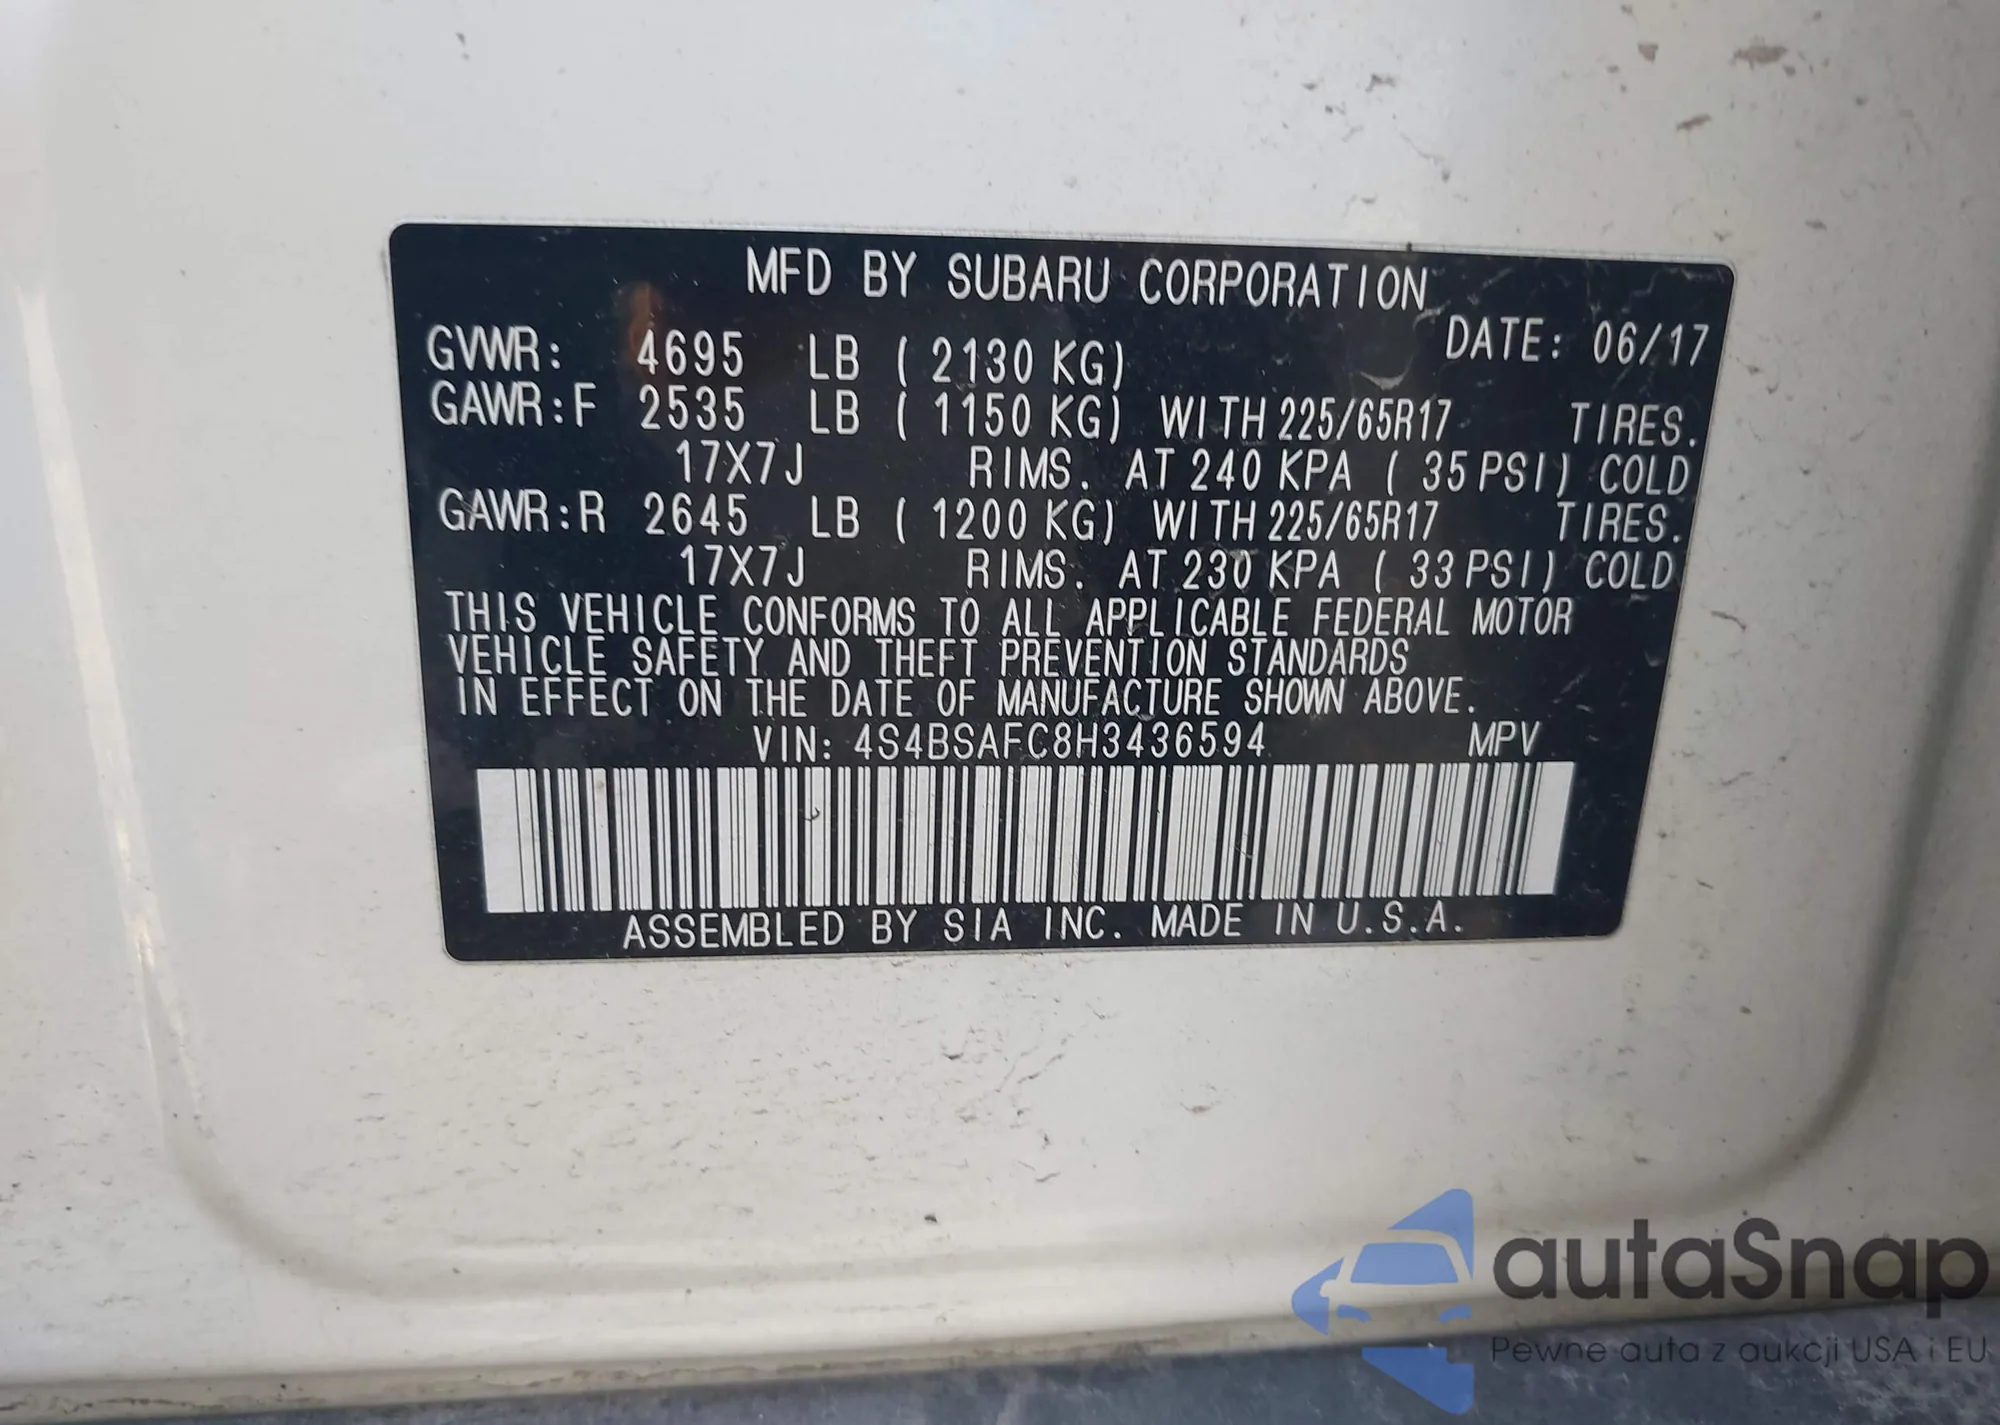 MFD BY SUBARU CORPORATION
DATE: 06/17
GVWR: 4695 LB ( 2130 KG)
GAWR:F 2535 LB ( 1150 KG) WITH 225/65R17 TIRES.
17X7J RIMS. AT 240 KPA ( 35 PSI) COLD
GAWR:R 2645 LB ( 1200 KG) WITH 225/65R17 TIRES.
17X7J RIMS. AT 230 KPA ( 33 PSI) COLD
THIS VEHICLE CONFORMS TO ALL APPLICABLE FEDERAL MOTOR
VEHICLE SAFETY AND THEFT PREVENTION STANDARDS
IN EFFECT ON THE DATE OF MANUFACTURE SHOWN ABOVE.
VIN: 4S4BSAFC8H3436594 MPV
ASSEMBLED BY SIA INC. MADE IN U.S.A.
autaSnap
Pewne auta z aukcji USA i EU